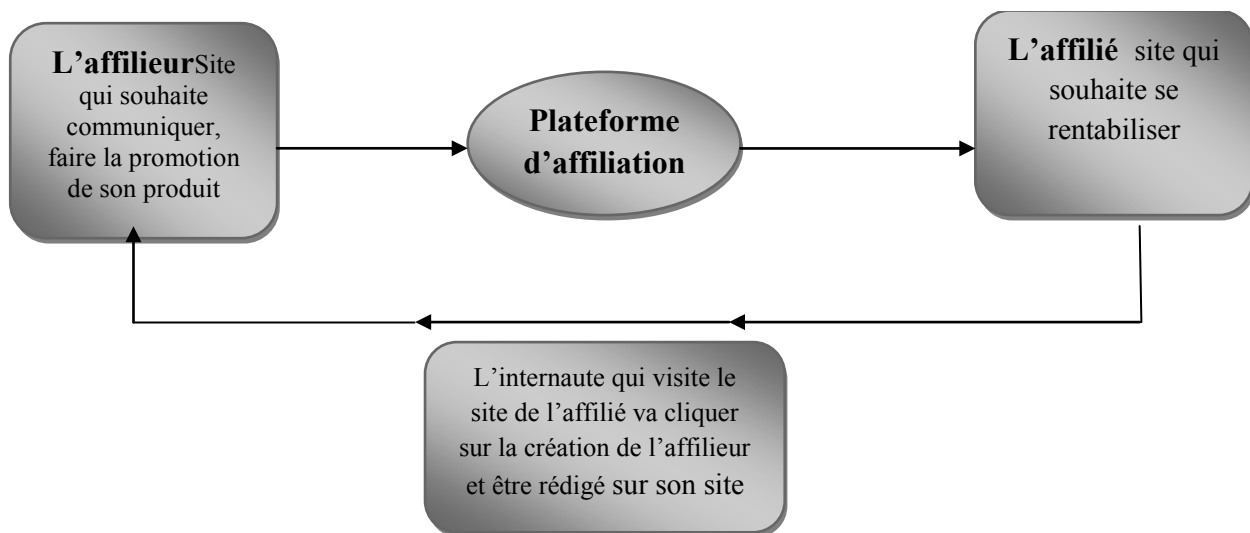 L’affilieurSite
qui souhaite
communiquer,
faire la promotion
de son produit
Plateforme
d’affiliation
L’affilié site qui
souhaite se
rentabiliser
L’internaute qui visite le
site de l’affilié va cliquer
sur la création de l’affilieur
et être rédigé sur son site